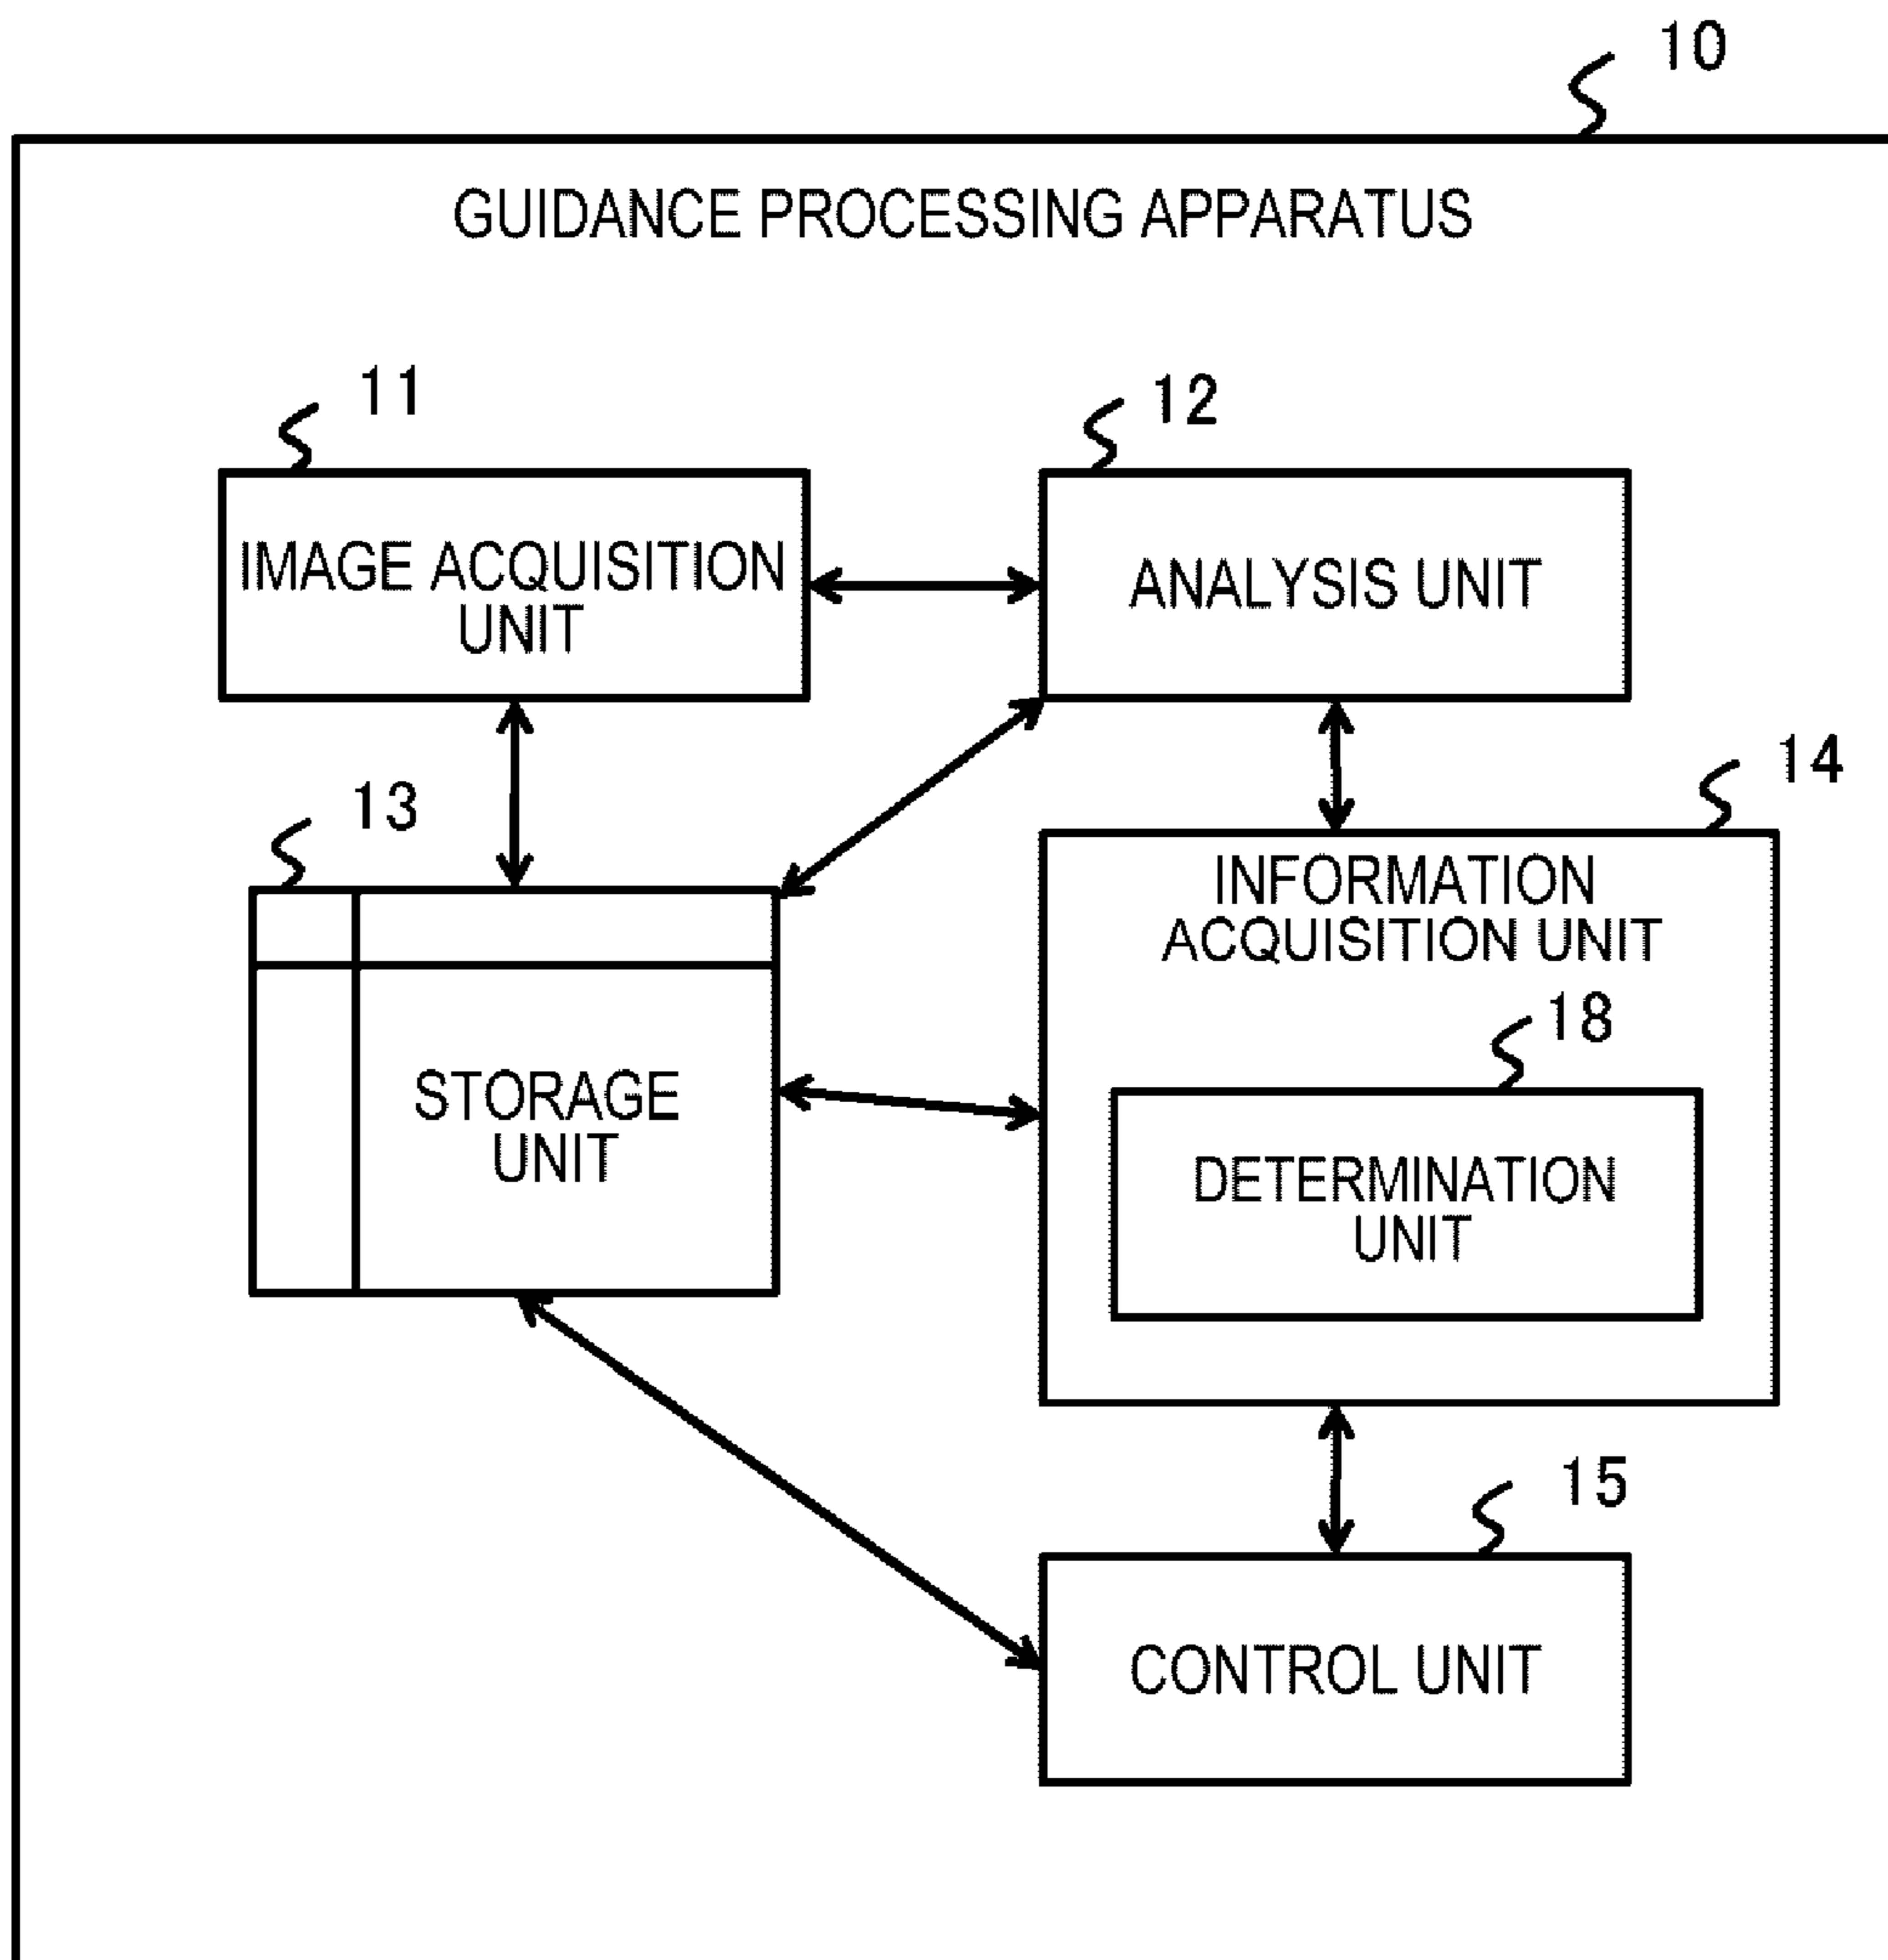 10
GUIDANCE PROCESSING APPARATUS
11
12
IMAGE ACQUISITION
UNIT
ANALYSIS UNIT
13
14
INFORMATION
ACQUISITION UNIT
18
STORAGE
UNIT
DETERMINATION
UNIT
15
CONTROL UNIT